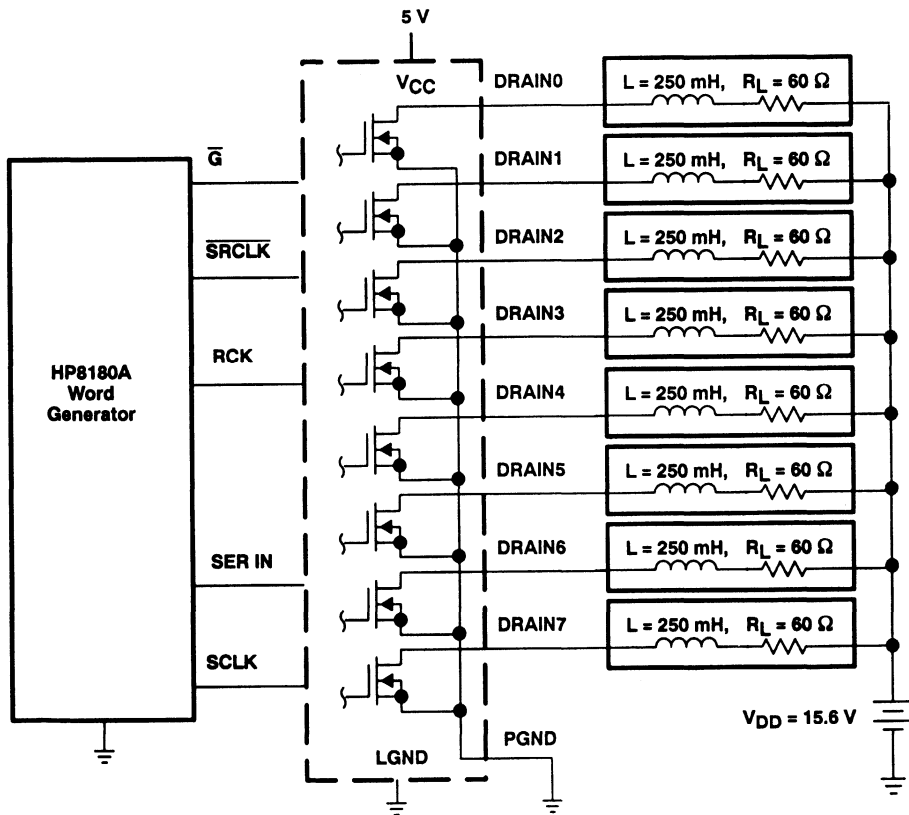 5 V
VCC
DRAIN0
L = 250 mH, RL = 60 Ω
G̅
DRAIN1
L = 250 mH, RL = 60 Ω
S̅R̅C̅L̅K̅
DRAIN2
L = 250 mH, RL = 60 Ω
RCK
DRAIN3
L = 250 mH, RL = 60 Ω
HP8180A
Word
Generator
DRAIN4
L = 250 mH, RL = 60 Ω
DRAIN5
L = 250 mH, RL = 60 Ω
SER IN
DRAIN6
L = 250 mH, RL = 60 Ω
SCLK
DRAIN7
L = 250 mH, RL = 60 Ω
VDD = 15.6 V
LGND
PGND